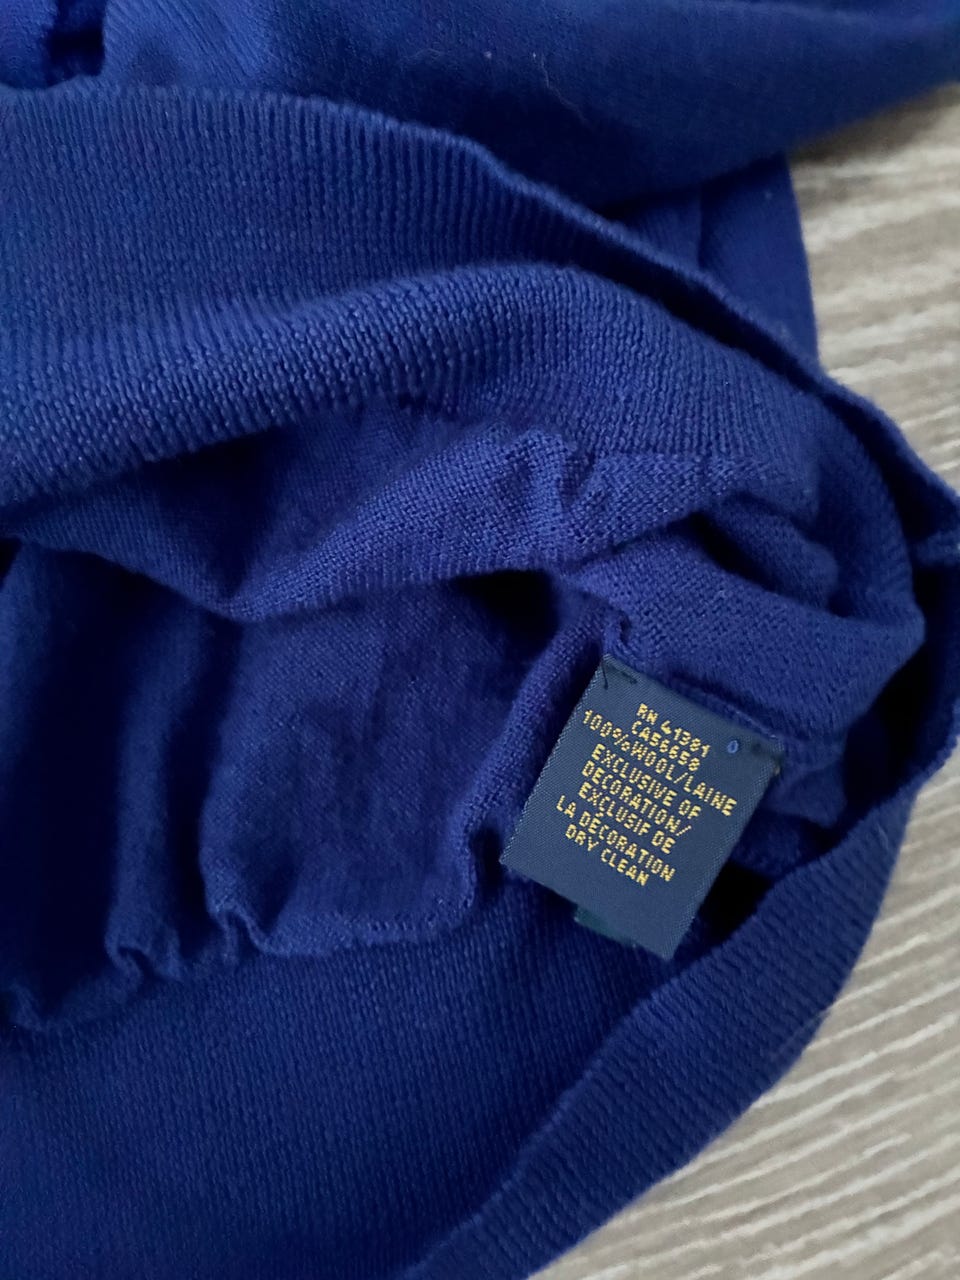 RN 41381
CA56658
100%WOOL/LAINE
EXCLUSIVE OF
DECORATION/
EXCLUSIF DE
LA DÉCORATION
DRY CLEAN